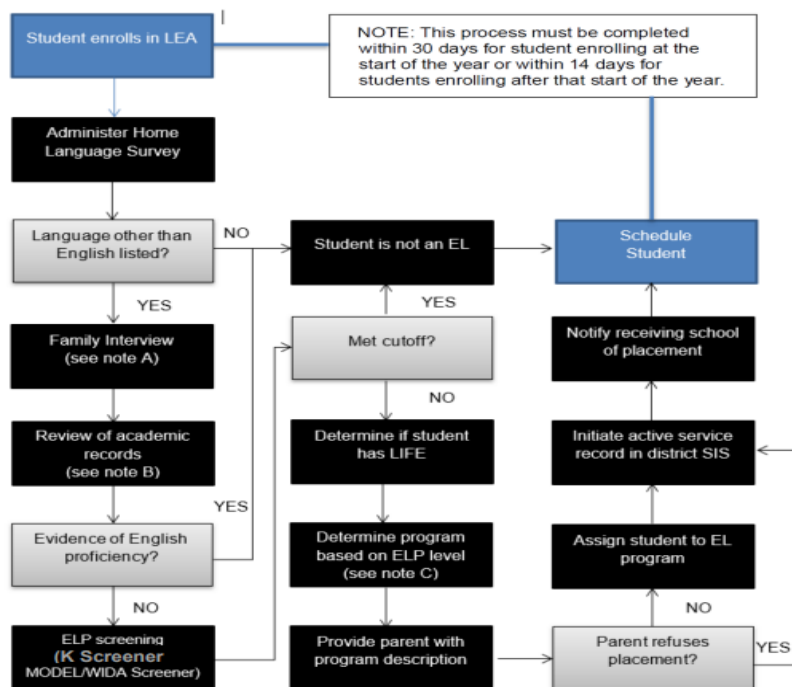 Student enrolls in LEA
NOTE: This process must be completed
within 30 days for student enrolling at the
start of the year or within 14 days for
students enrolling after that start of the
year.
Administer Home
Language Survey
Language other than
English listed?
NO
Student is not an EL
Schedule
Student
YES
YES
Family Interview
(see note A)
Met cutoff?
Notify receiving school
of placement
NO
Review of academic
records
(see note B)
Determine if student
has LIFE
Initiate active service
record in district SIS
YES
Evidence of English
proficiency?
Determine program
based on ELP level
(see note C)
Assign student to EL
program
NO
NO
ELP screening
(K Screener
MODEL/WIDA Screener)
Provide parent with
program description
Parent refuses
placement?
YES